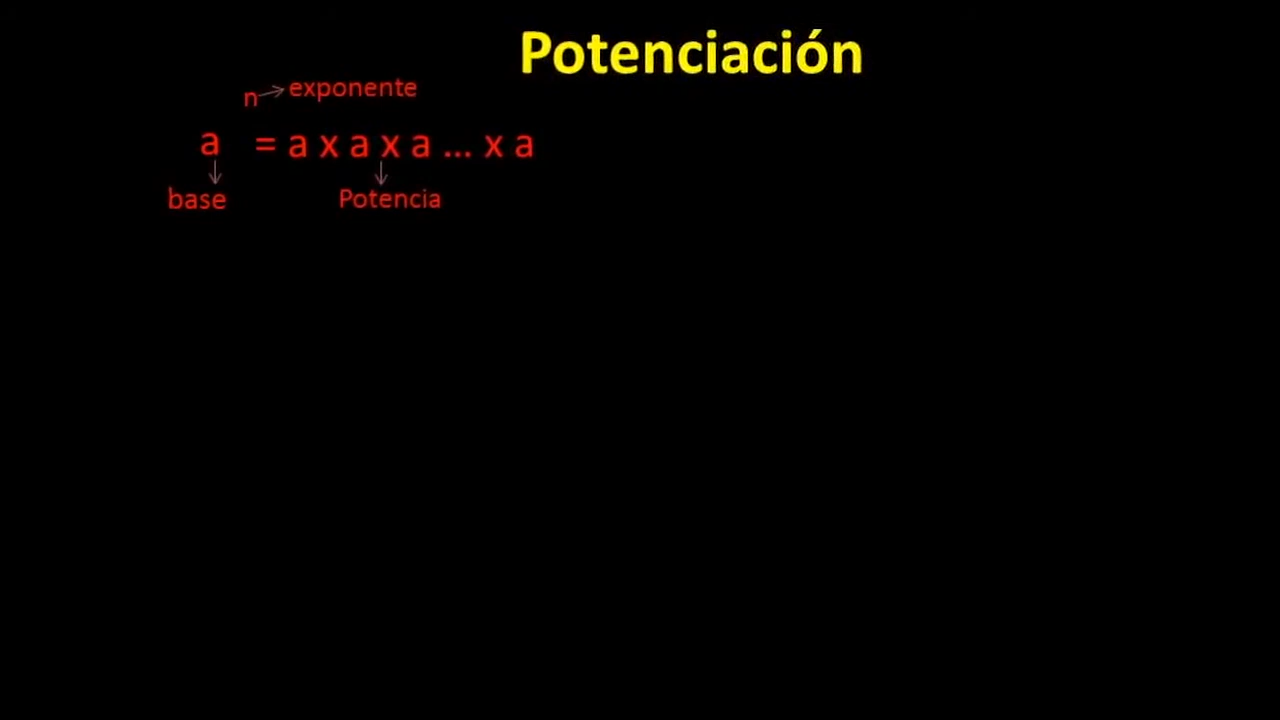 Potenciación
n exponente
a = a x a x a ... x a
base Potencia